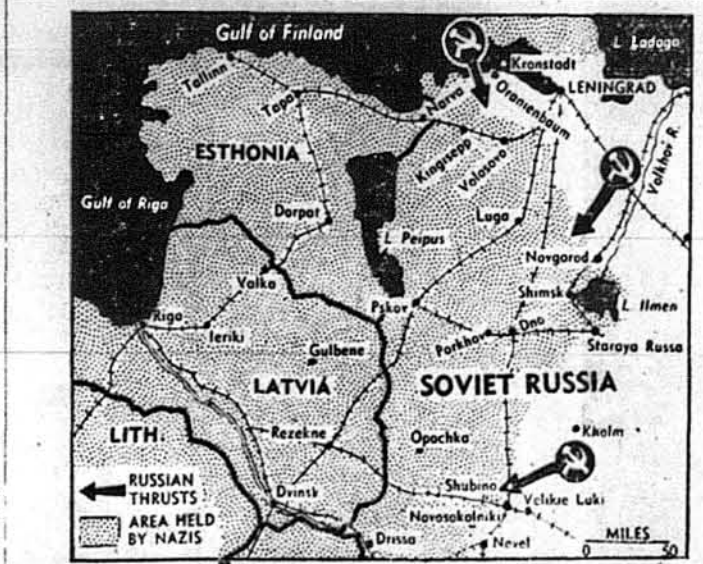 Gulf of Finland
L. Ladoga
Kronstadt
Tallinn
Oranienbaum
LENINGRAD
Tapa
Narva
Volkhov R.
ESTHONIA
Kingisepp
Volosovo
Gulf of Riga
Dorpat
L. Peipus
Luga
Novgorod
Valka
Shimsk
L. Ilmen
Pskov
Riga
Ieriki
Porkhov
Dno
Staraya Russa
Gulbene
LATVIA
SOVIET RUSSIA
LITH.
Rezekne
Opochka
Kholm
RUSSIAN
THRUSTS
Dvinsk
Shubino
Velikie Luki
AREA HELD
BY NAZIS
Novosokolniki
Drissa
Nevel
MILES
0 50